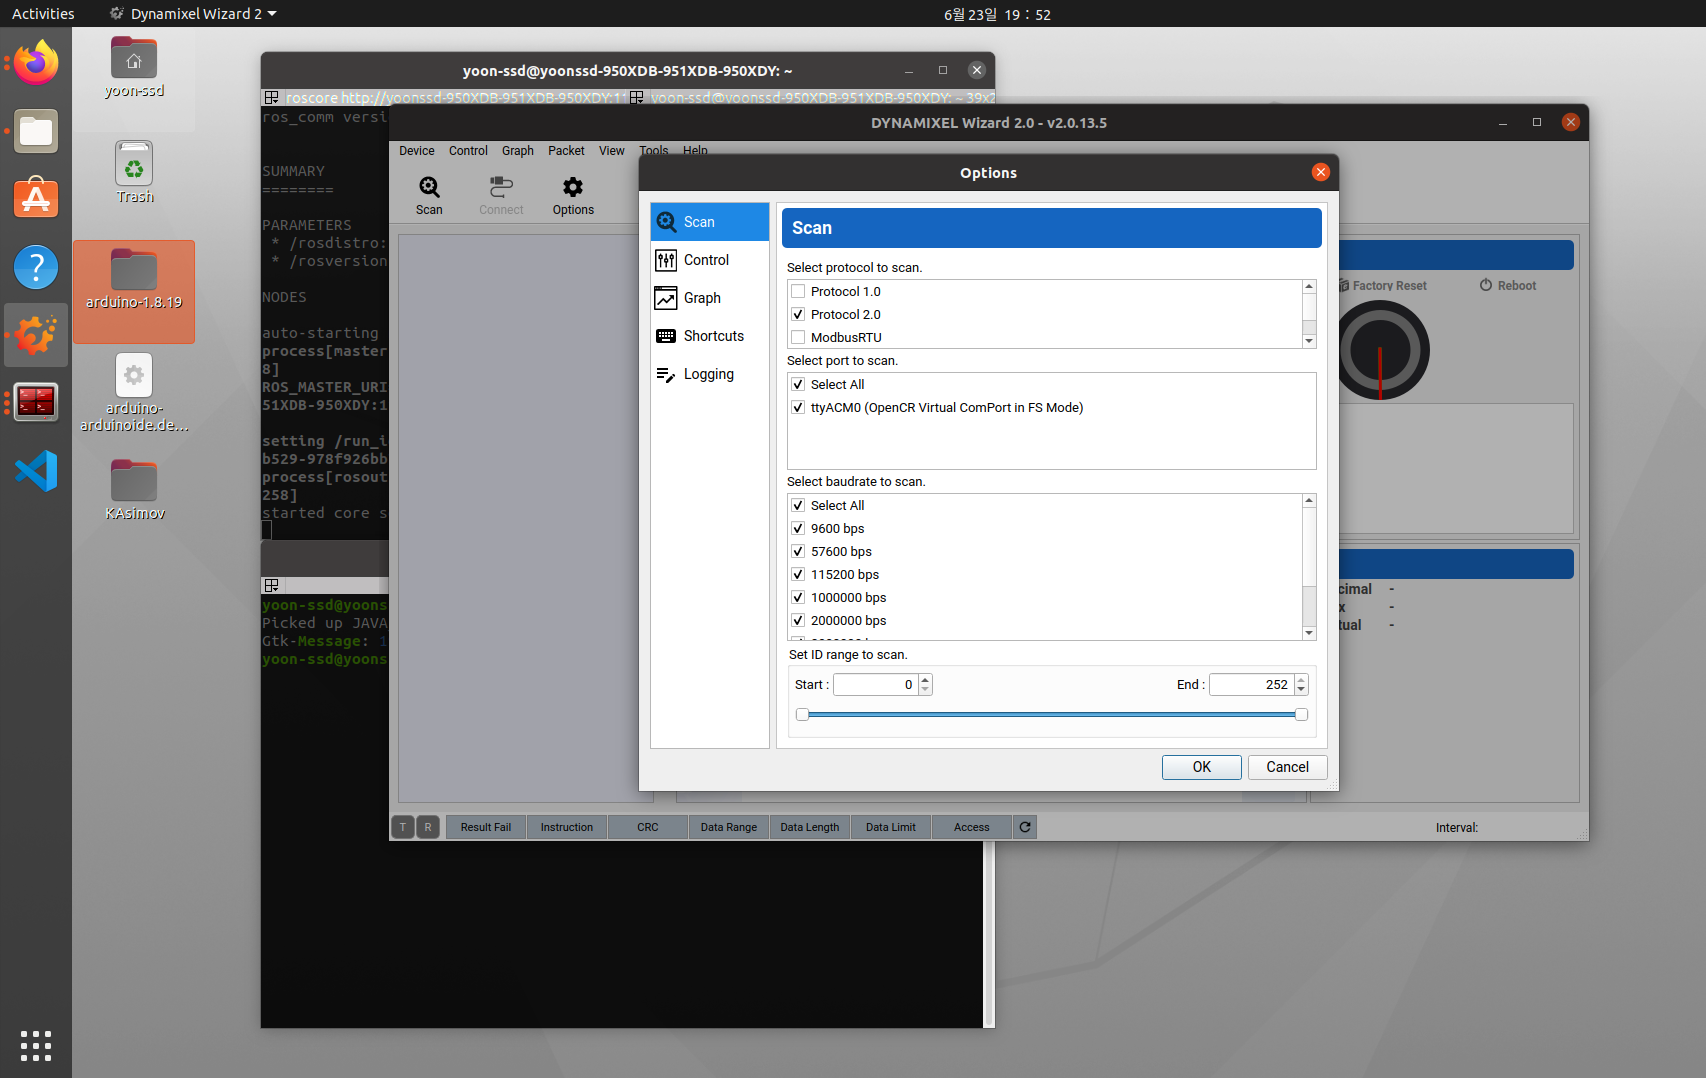 Activities
Dynamixel Wizard 2
6월 23일 19 : 52
yoon-ssd
Trash
arduino-1.8.19
arduino-
arduinoide.de...
KAsimov
yoon-ssd@yoonssd-950XDB-951XDB-950XDY: ~
roscore http://yoonssd-950XDB-951XDB-950XDY:11
yoon-ssd@yoonssd-950XDB-951XDB-950XDY: ~ 39x2
ros_comm versi
SUMMARY
========
PARAMETERS
* /rosdistro:
* /rosversion
NODES
auto-starting
process[master
8]
ROS_MASTER_URI
51XDB-950XDY:1
setting /run_i
b529-978f926bb
process[rosout
258]
started core s
yoon-ssd@yoons
Picked up JAVA
Gtk-Message: 1
yoon-ssd@yoons
DYNAMIXEL Wizard 2.0 - v2.0.13.5
Device Control Graph Packet View Tools Help
Scan Connect Options
Factory Reset Reboot
cimal -
x -
tual -
T R Result Fail Instruction CRC Data Range Data Length Data Limit Access Interval:
Options
Scan
Control
Graph
Shortcuts
Logging
Scan
Select protocol to scan.
Protocol 1.0
Protocol 2.0
ModbusRTU
Select port to scan.
Select All
ttyACM0 (OpenCR Virtual ComPort in FS Mode)
Select baudrate to scan.
Select All
9600 bps
57600 bps
115200 bps
1000000 bps
2000000 bps
Set ID range to scan.
Start : 0 End : 252
OK Cancel